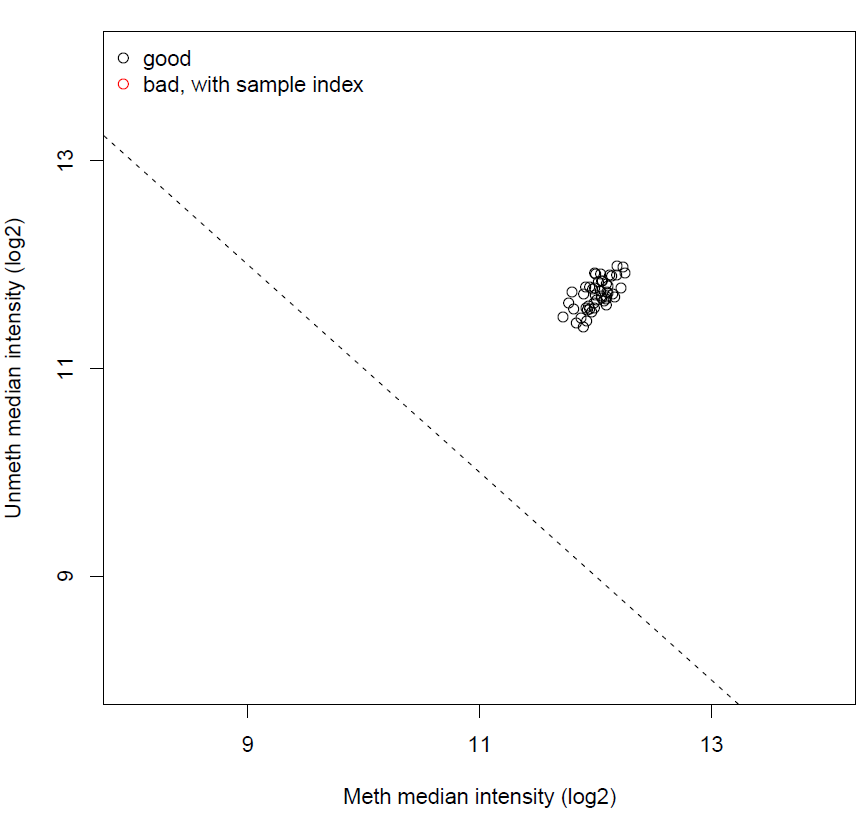 good
bad, with sample index
13
11
9
Unmeth median intensity (log2)
9 11 13
Meth median intensity (log2)